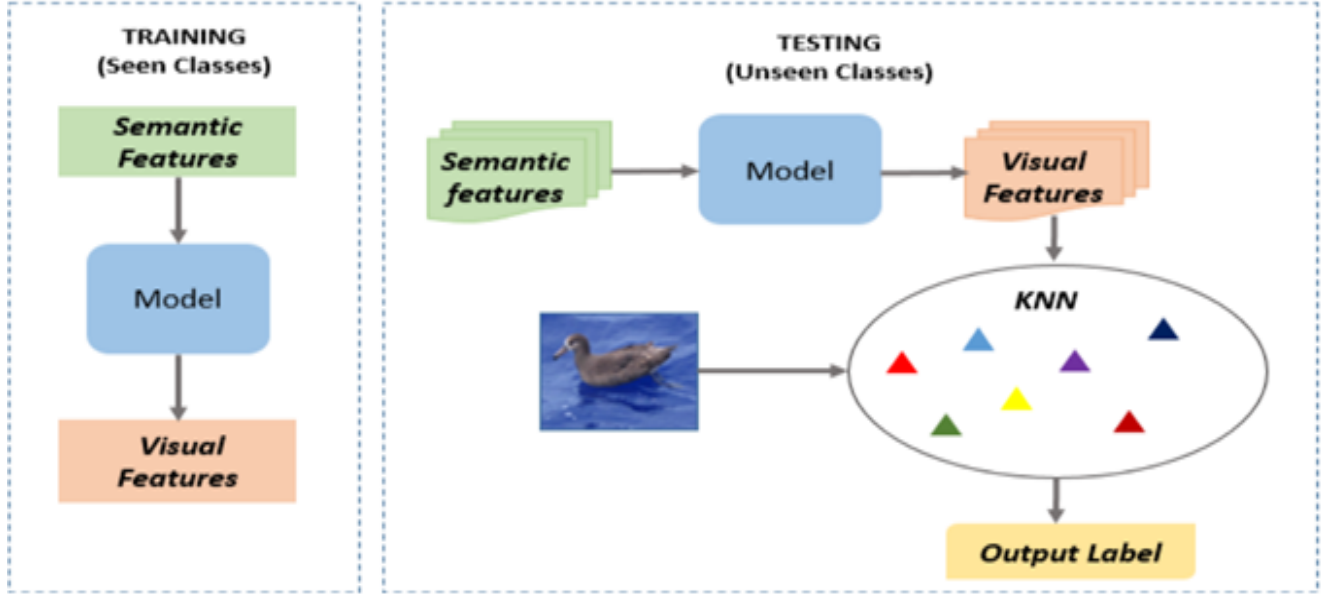 TRAINING
(Seen Classes)
Semantic
Features
Model
Visual
Features
TESTING
(Unseen Classes)
Semantic
features
Model
Visual
Features
KNN
Output Label